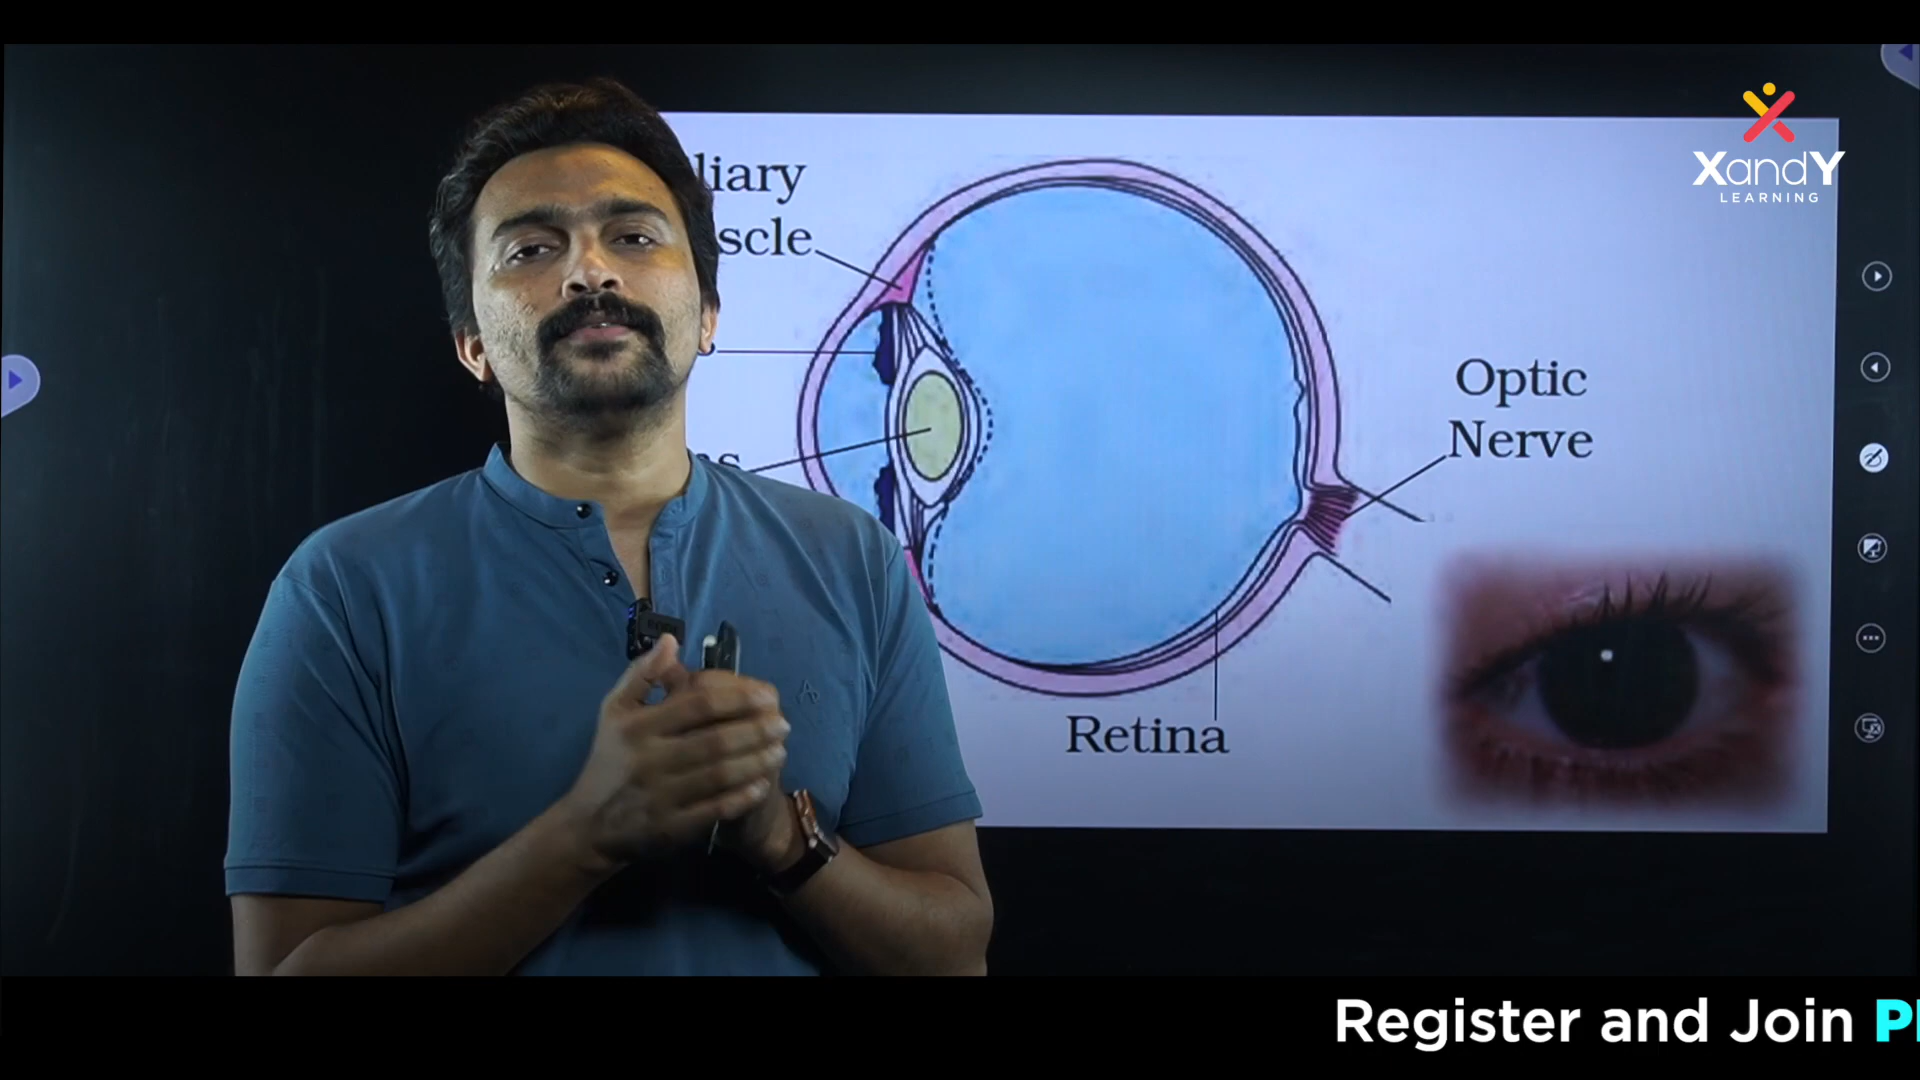 XandY
LEARNING
liary
scle
Optic
Nerve
Retina
Register and Join